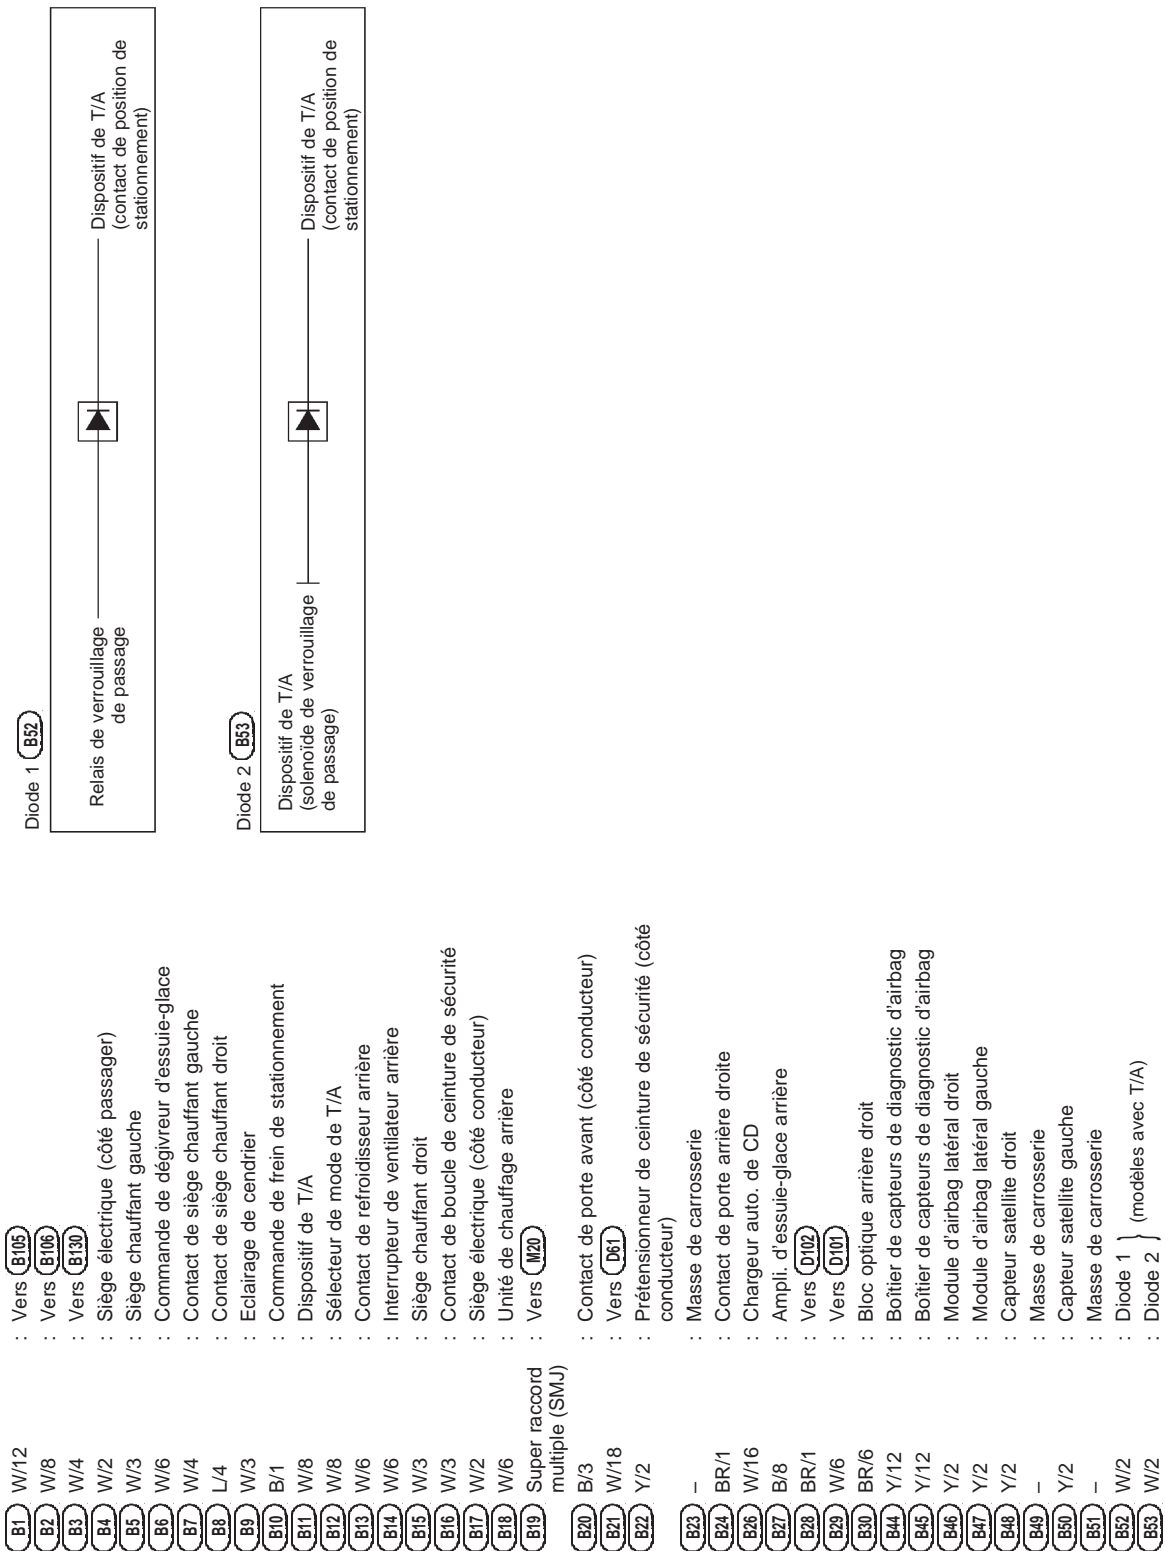 B1 W/12 : Vers B105
B2 W/8 : Vers B106
B3 W/4 : Vers B130
B4 W/2 : Siège électrique (côté passager)
B5 W/3 : Siège chauffant gauche
B6 W/6 : Commande de dégivreur d'essuie-glace
B7 W/4 : Contact de siège chauffant gauche
B8 L/4 : Contact de siège chauffant droit
B9 W/3 : Eclairage de cendrier
B10 B/1 : Commande de frein de stationnement
B11 W/8 : Dispositif de T/A
B12 W/8 : Sélecteur de mode de T/A
B13 W/6 : Contact de refroidisseur arrière
B14 W/6 : Interrupteur de ventilateur arrière
B15 W/3 : Siège chauffant droit
B16 W/3 : Contact de boucle de ceinture de sécurité
B17 W/2 : Siège électrique (côté conducteur)
B18 W/6 : Unité de chauffage arrière
B19 Super raccord : Vers M20
multiple (SMJ)
B20 B/3 : Contact de porte avant (côté conducteur)
B21 W/18 : Vers D61
B22 Y/2 : Prétensionneur de ceinture de sécurité (côté
conducteur)
B23 – : Masse de carrosserie
B24 BR/1 : Contact de porte arrière droite
B26 W/16 : Chargeur auto. de CD
B27 B/8 : Ampli. d'essuie-glace arrière
B28 BR/1 : Vers D102
B29 W/6 : Vers D101
B30 BR/6 : Bloc optique arrière droit
B44 Y/12 : Boîtier de capteurs de diagnostic d'airbag
B45 Y/12 : Boîtier de capteurs de diagnostic d'airbag
B46 Y/2 : Module d'airbag latéral droit
B47 Y/2 : Module d'airbag latéral gauche
B48 Y/2 : Capteur satellite droit
B49 – : Masse de carrosserie
B50 Y/2 : Capteur satellite gauche
B51 – : Masse de carrosserie
B52 W/2 : Diode 1 } (modèles avec T/A)
B53 W/2 : Diode 2
Diode 1 B52
Relais de verrouillage
de passage
Dispositif de T/A
(contact de position de
stationnement)
Diode 2 B53
Dispositif de T/A
(solenoïde de verrouillage
de passage)
Dispositif de T/A
(contact de position de
stationnement)